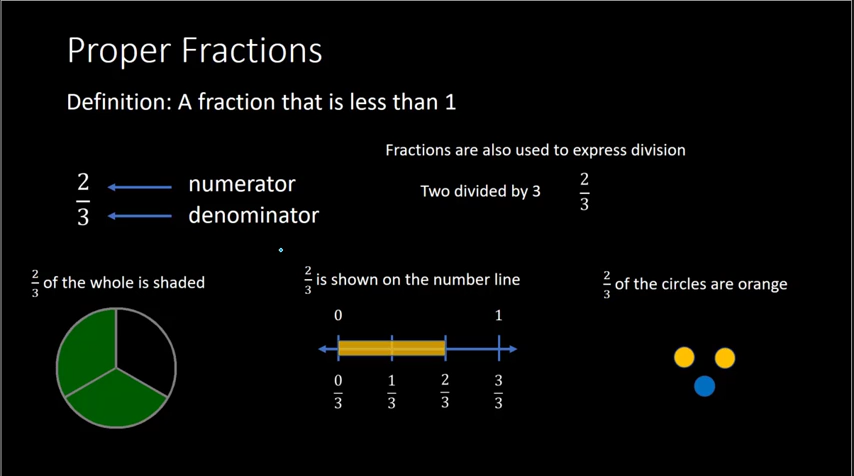 Proper Fractions
Definition: A fraction that is less than 1
Fractions are also used to express division
2/3
numerator
denominator
Two divided by 3 2/3
2/3 of the whole is shaded
2/3 is shown on the number line
2/3 of the circles are orange
0 1
0/3 1/3 2/3 3/3